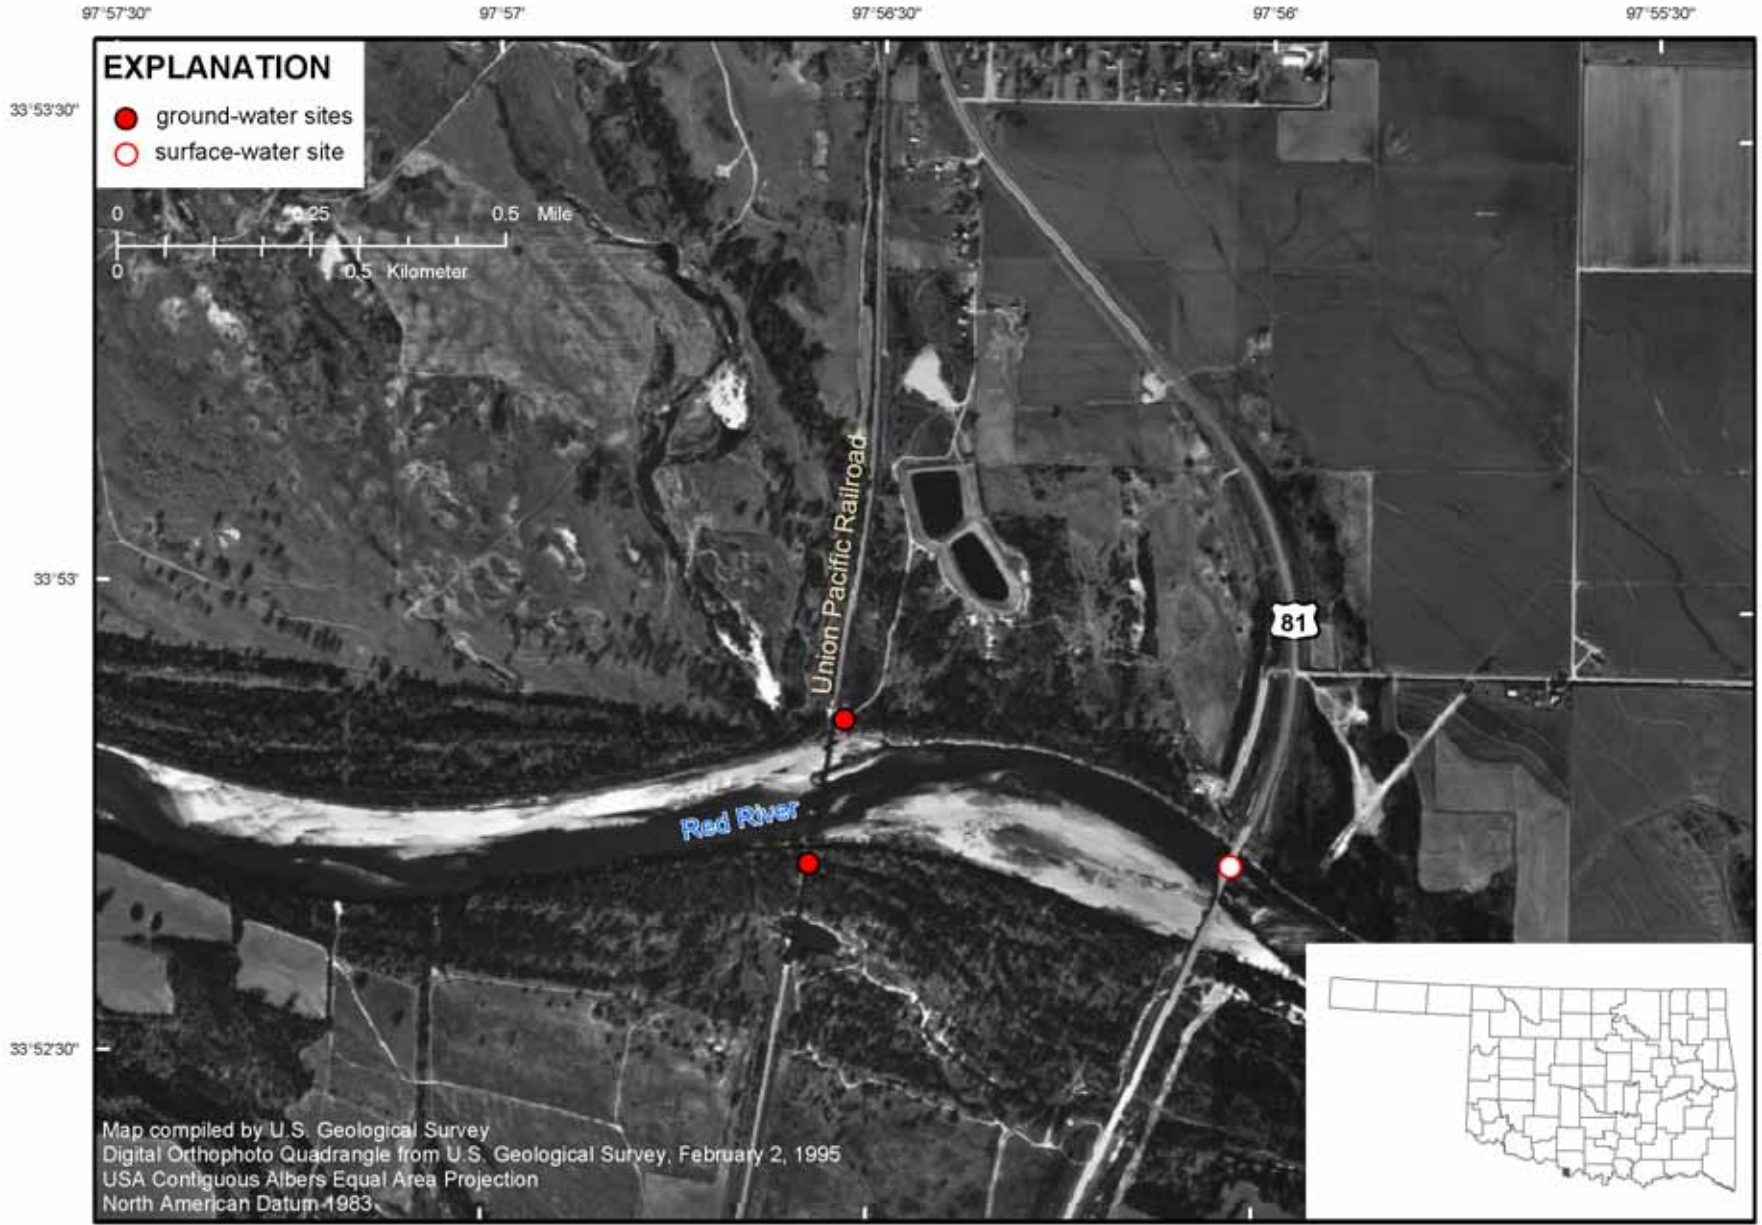 97°57'30"
97°57'
97°56'30"
97°56'
97°55'30"
EXPLANATION
ground-water sites
surface-water site
33°53'30"
0 0.25 0.5 Mile
0 0.5 Kilometer
Union Pacific Railroad
33°53'
81
Red River
33°52'30"
Map compiled by U.S. Geological Survey
Digital Orthophoto Quadrangle from U.S. Geological Survey, February 2, 1995
USA Contiguous Albers Equal Area Projection
North American Datum 1983